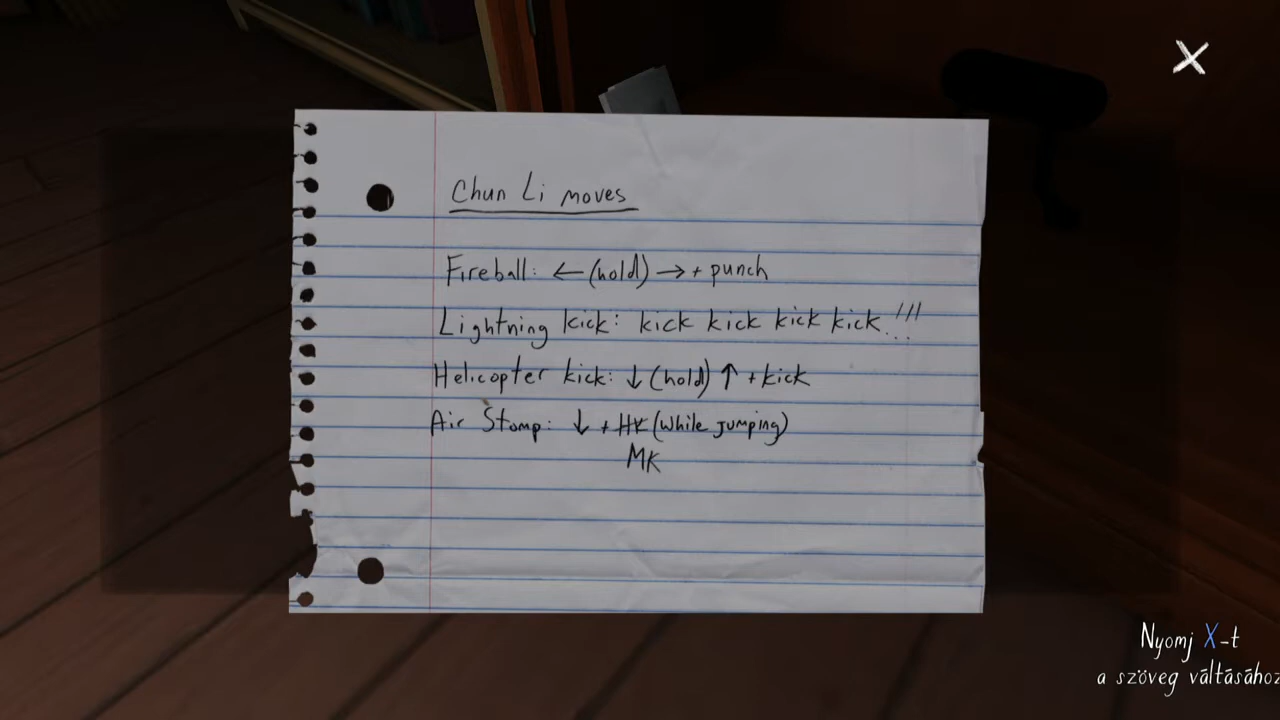 X
Chun Li moves
Fireball: ← (hold) → + punch
Lightning kick: kick kick kick kick...!!!
Helicopter kick: ↓ (hold) ↑ + kick
Air Stomp: ↓ + HK (while jumping)
MK
Nyomj X-t
a szöveg váltásához